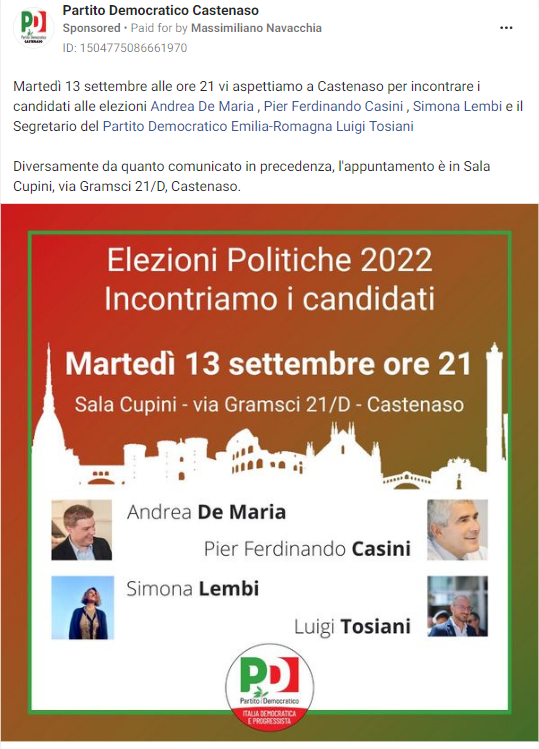 Partito Democratico Castenaso
Sponsored • Paid for by Massimiliano Navacchia
ID: 1504775086661970
Martedì 13 settembre alle ore 21 vi aspettiamo a Castenaso per incontrare i
candidati alle elezioni Andrea De Maria , Pier Ferdinando Casini , Simona Lembi e il
Segretario del Partito Democratico Emilia-Romagna Luigi Tosiani
Diversamente da quanto comunicato in precedenza, l'appuntamento è in Sala
Cupini, via Gramsci 21/D, Castenaso.
Elezioni Politiche 2022
Incontriamo i candidati
Martedì 13 settembre ore 21
Sala Cupini - via Gramsci 21/D - Castenaso
Andrea De Maria
Pier Ferdinando Casini
Simona Lembi
Luigi Tosiani
PD
Partito Democratico
ITALIA DEMOCRATICA
E PROGRESSISTA